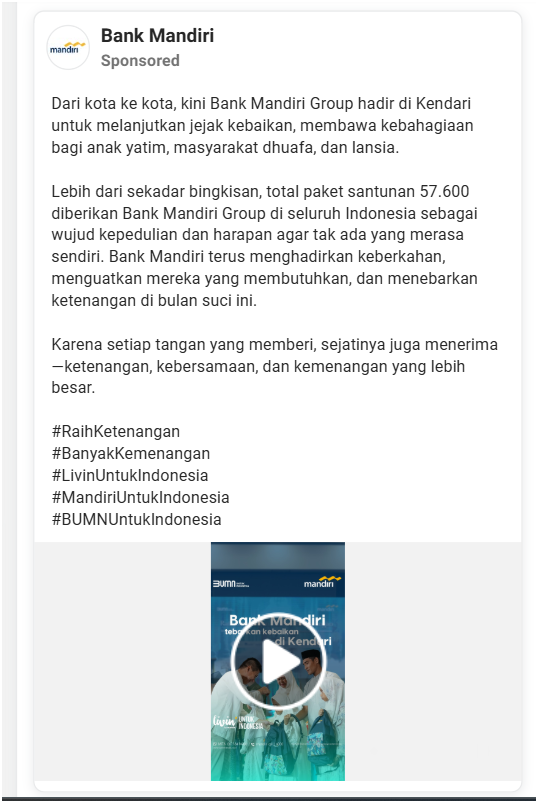 Bank Mandiri
mandiri
Sponsored
Dari kota ke kota, kini Bank Mandiri Group hadir di Kendari
untuk melanjutkan jejak kebaikan, membawa kebahagiaan
bagi anak yatim, masyarakat dhuafa, dan lansia.
Lebih dari sekadar bingkisan, total paket santunan 57.600
diberikan Bank Mandiri Group di seluruh Indonesia sebagai
wujud kepedulian dan harapan agar tak ada yang merasa
sendiri. Bank Mandiri terus menghadirkan keberkahan,
menguatkan mereka yang membutuhkan, dan menebarkan
ketenangan di bulan suci ini.
Karena setiap tangan yang memberi, sejatinya juga menerima
—ketenangan, kebersamaan, dan kemenangan yang lebih
besar.
#RaihKetenangan
#BanyakKemenangan
#LivinUntukIndonesia
#MandiriUntukIndonesia
#BUMNUntukIndonesia
BUMN
mandiri
Bank Mandiri
tebarkan kebaikan
di Kendari
livin' UNTUK
INDONESIA